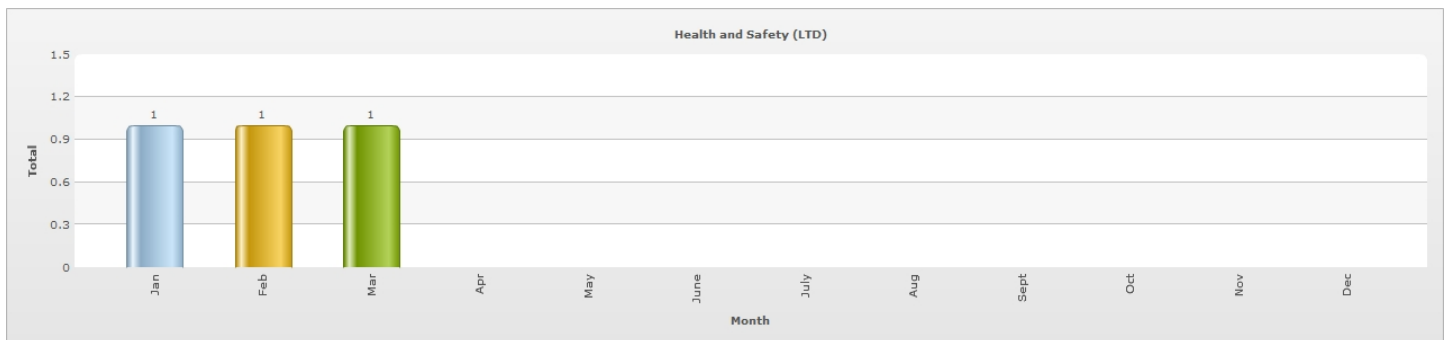 Health and Safety (LTD)
1.5
1.2
0.9
0.6
0.3
0
Total
1
1
1
Jan
Feb
Mar
Apr
May
June
July
Aug
Sept
Oct
Nov
Dec
Month